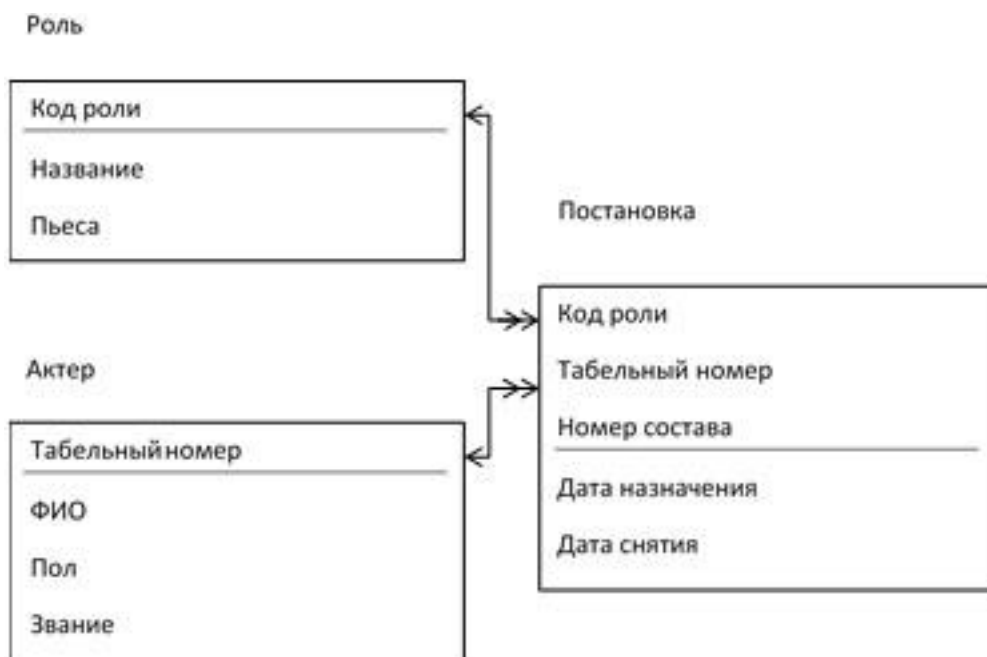 Роль
Код роли
Название
Пьеса
Постановка
Код роли
Табельный номер
Номер состава
Дата назначения
Дата снятия
Актер
Табельный номер
ФИО
Пол
Звание